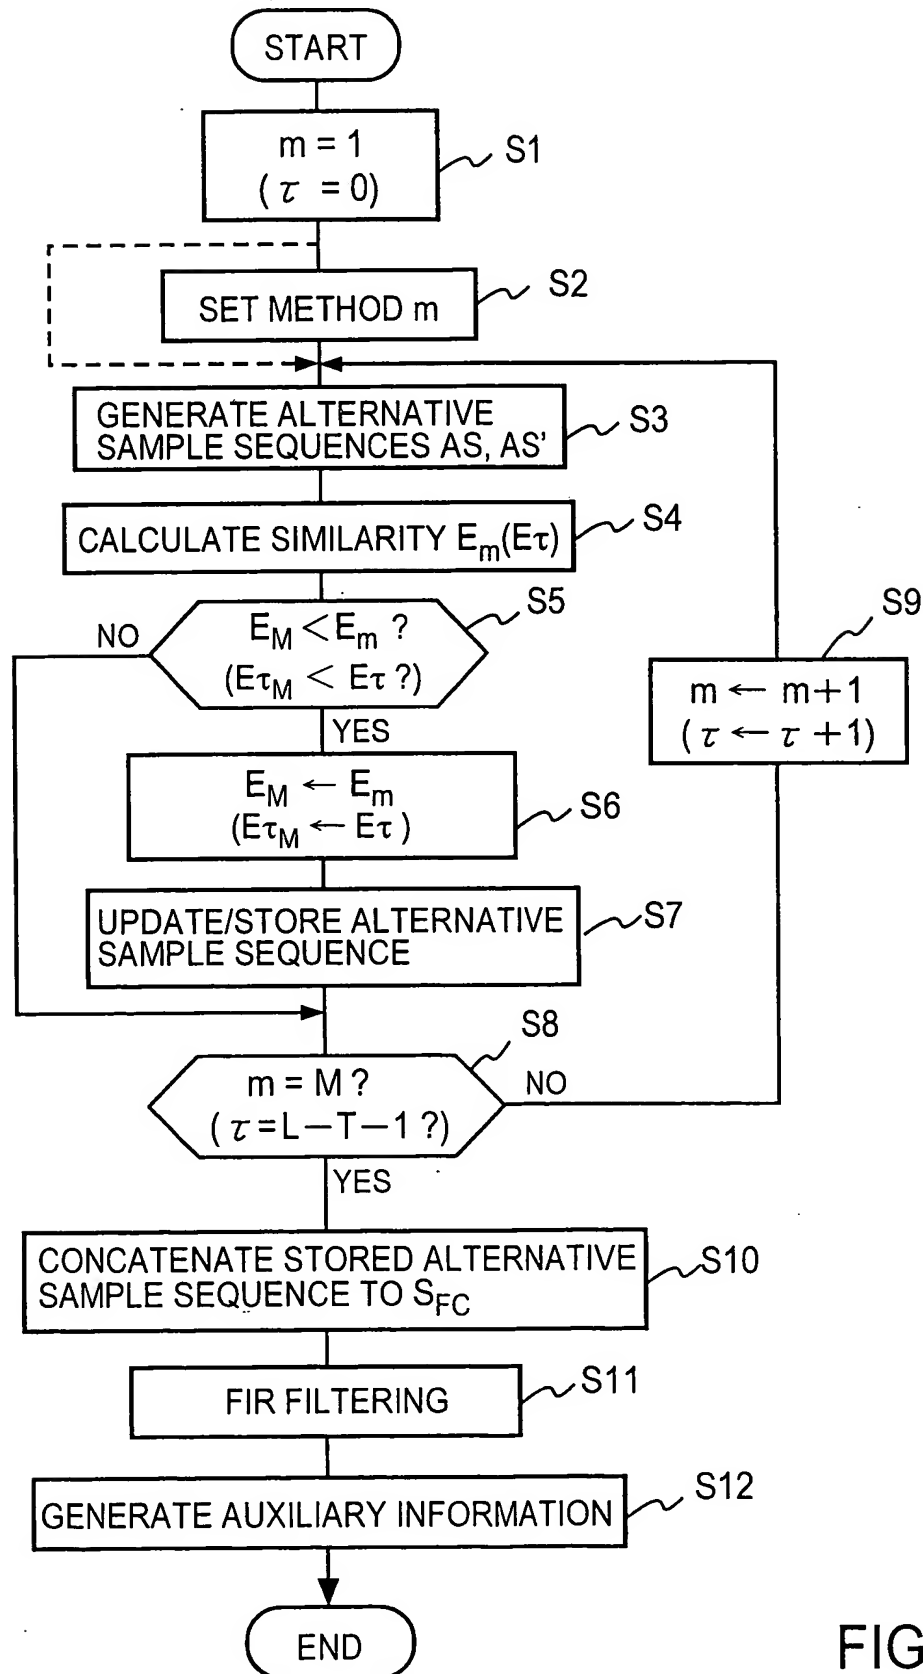 START
m = 1
( τ = 0)
S1
SET METHOD m
S2
GENERATE ALTERNATIVE
SAMPLE SEQUENCES AS, AS'
S3
CALCULATE SIMILARITY Em(Eτ)
S4
EM < Em ?
(EτM < Eτ ?)
S5
NO
YES
EM ← Em
(EτM ← Eτ )
S6
UPDATE/STORE ALTERNATIVE
SAMPLE SEQUENCE
S7
m = M ?
( τ = L – T – 1 ?)
S8
NO
YES
m ← m+1
( τ ← τ +1)
S9
CONCATENATE STORED ALTERNATIVE
SAMPLE SEQUENCE TO SFC
S10
FIR FILTERING
S11
GENERATE AUXILIARY INFORMATION
S12
END
FIG